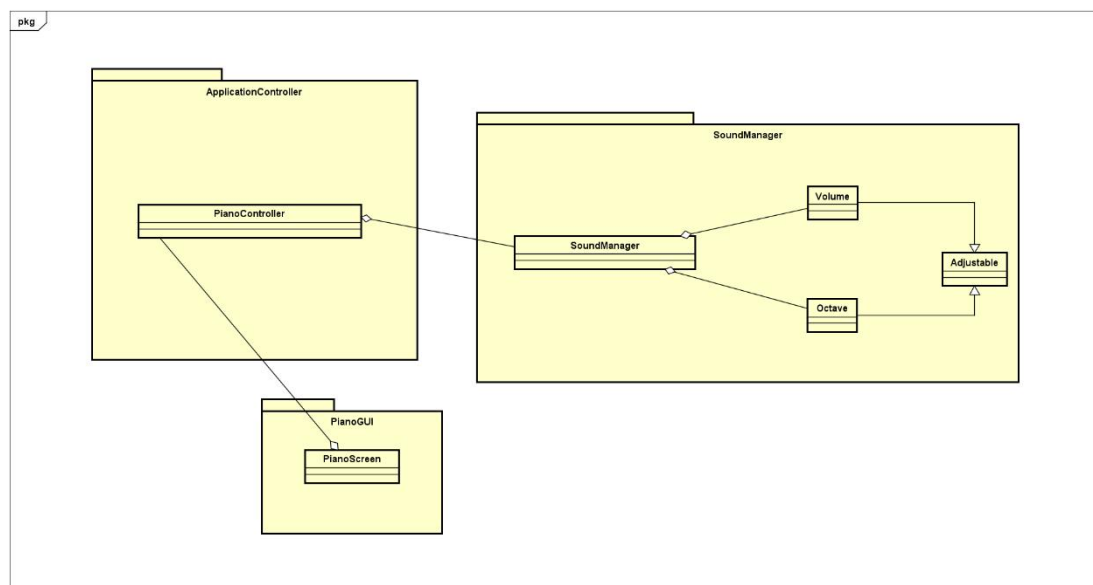 pkg
ApplicationController
SoundManager
Volume
PianoController
SoundManager
Adjustable
Octave
PianoGUI
PianoScreen